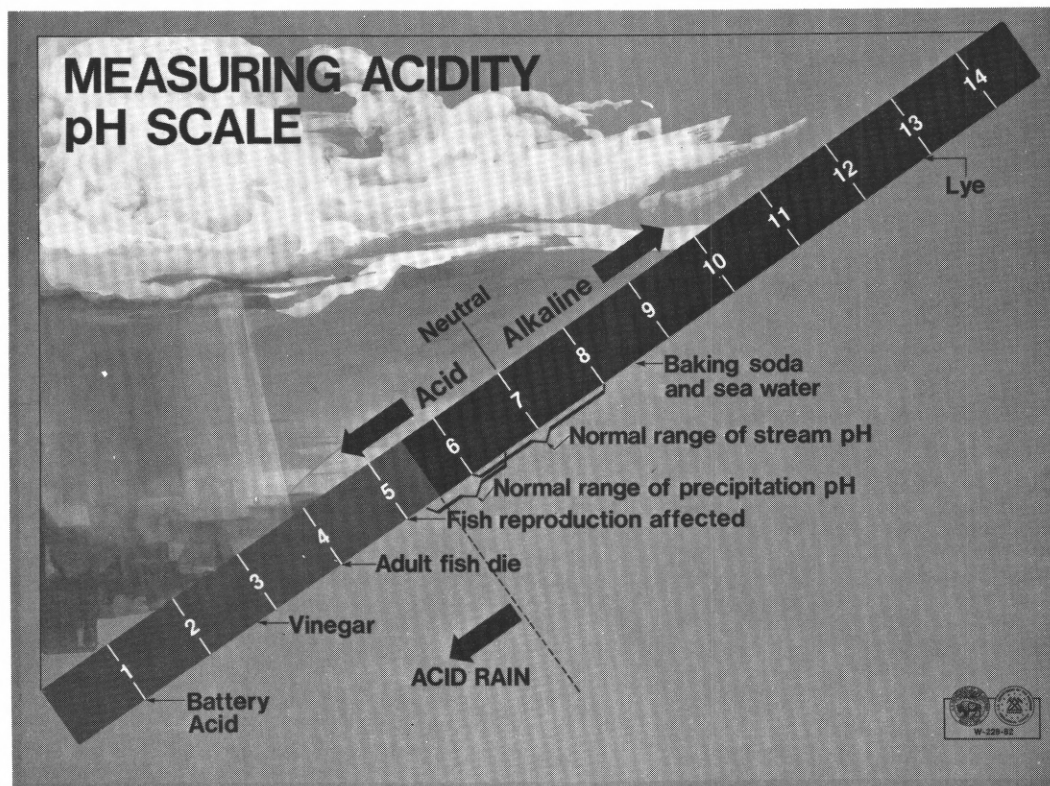 MEASURING ACIDITY
pH SCALE
14
13
Lye
12
11
10
9
Alkaline
Neutral
8
Baking soda
and sea water
Acid
7
Normal range of stream pH
6
Normal range of precipitation pH
5
Fish reproduction affected
4
Adult fish die
3
Vinegar
2
ACID RAIN
1
Battery
Acid
W-229-82